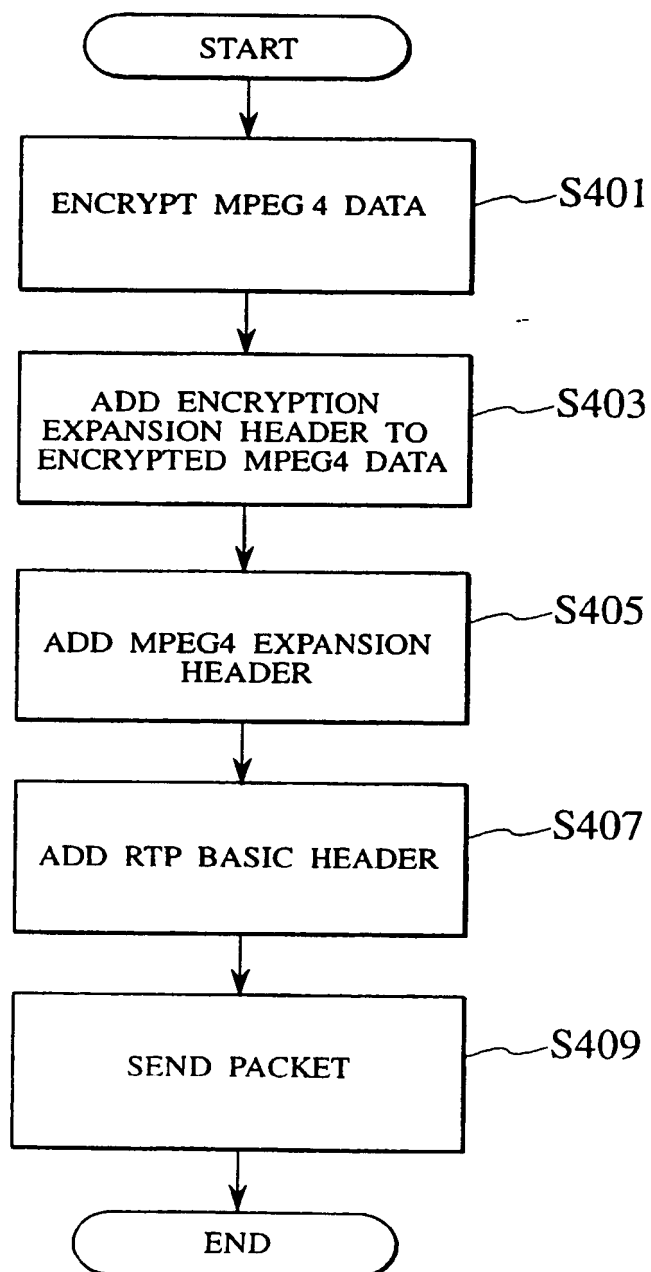 START
ENCRYPT MPEG 4 DATA
S401
ADD ENCRYPTION
EXPANSION HEADER TO
ENCRYPTED MPEG4 DATA
S403
ADD MPEG4 EXPANSION
HEADER
S405
ADD RTP BASIC HEADER
S407
SEND PACKET
S409
END